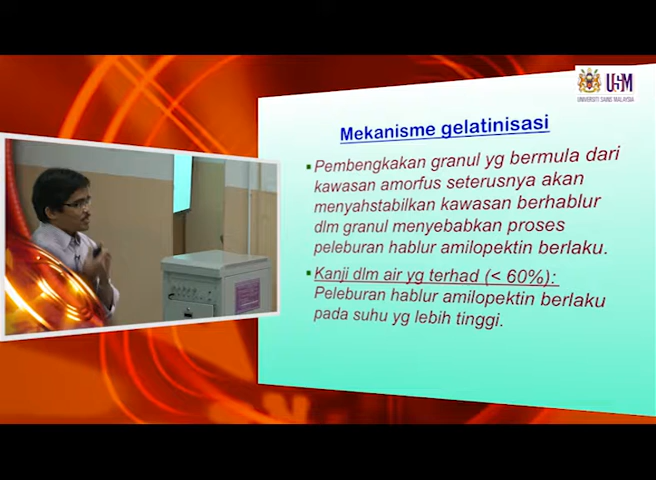 USM
UNIVERSITI SAINS MALAYSIA
Mekanisme gelatinisasi
▪ Pembengkakan granul yg bermula dari
kawasan amorfus seterusnya akan
menyahstabilkan kawasan berhablur
dlm granul menyebabkan proses
peleburan hablur amilopektin berlaku.
▪ Kanji dlm air yg terhad (< 60%):
Peleburan hablur amilopektin berlaku
pada suhu yg lebih tinggi.